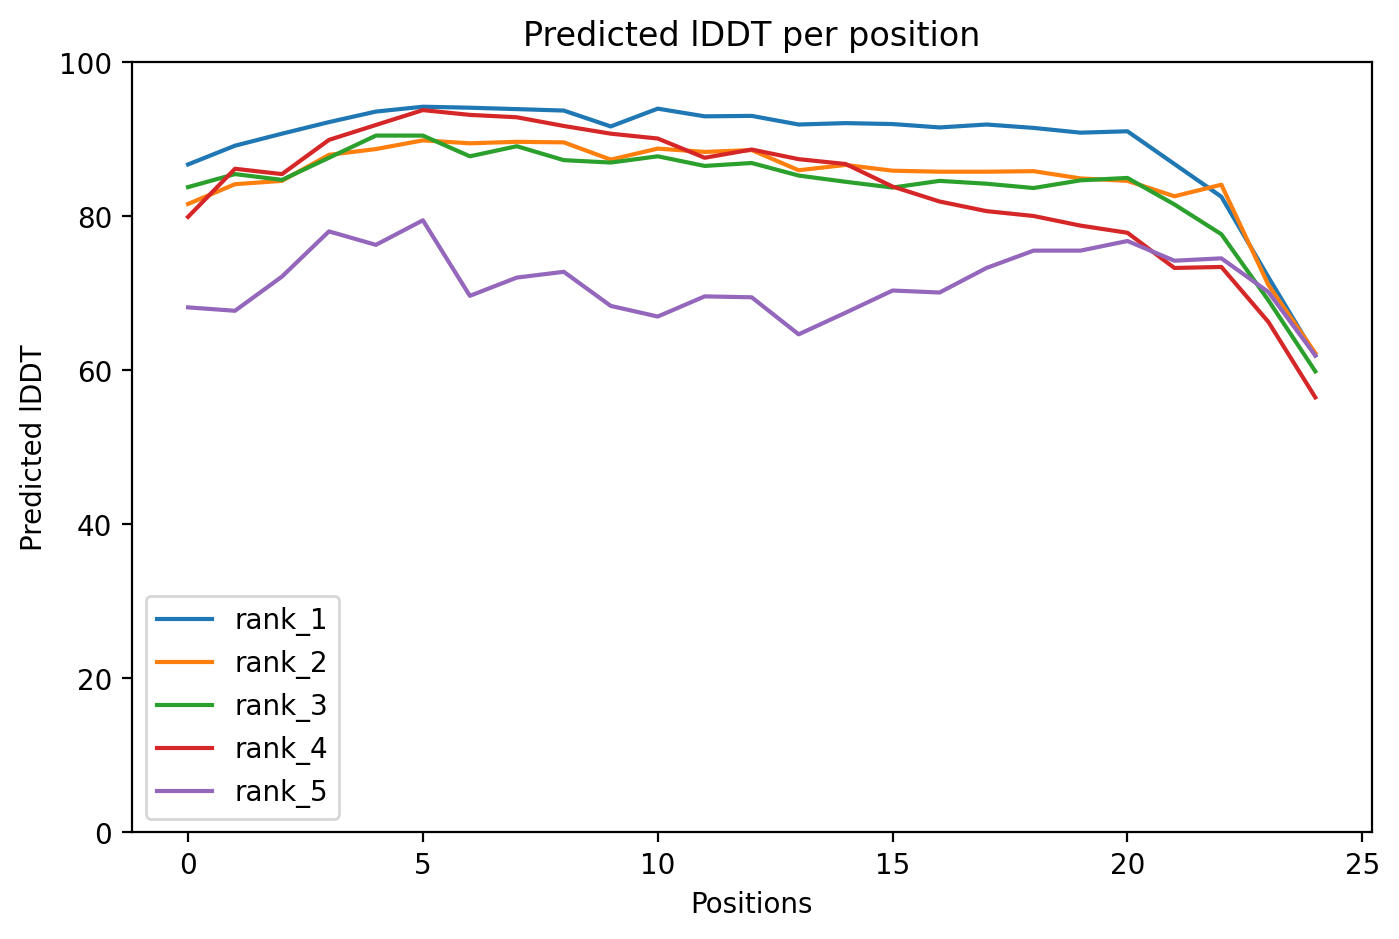 Predicted lDDT per position
Predicted lDDT
100
80
60
40
20
0
rank_1
rank_2
rank_3
rank_4
rank_5
0 5 10 15 20 25
Positions